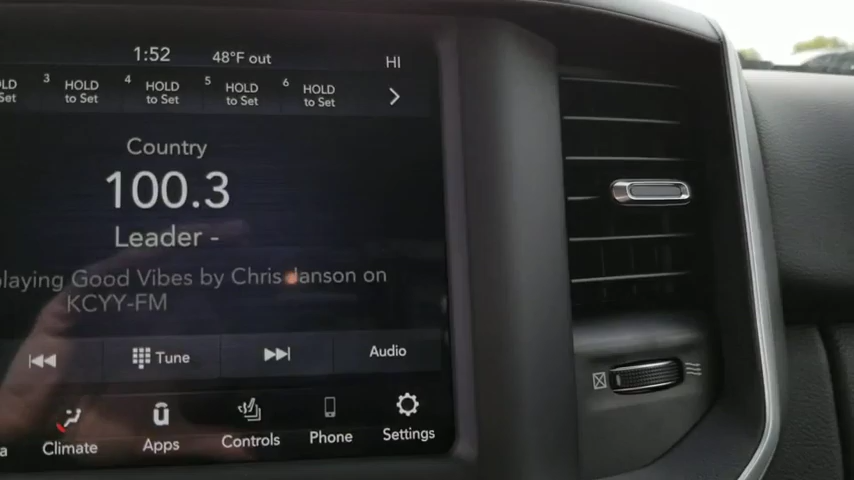 1:52 48°F out HI
3 HOLD 4 HOLD 5 HOLD 6 HOLD
Set to Set to Set to Set to Set
Country
100.3
Leader -
playing Good Vibes by Chris Janson on
KCYY-FM
Tune Audio
Climate Apps Controls Phone Settings